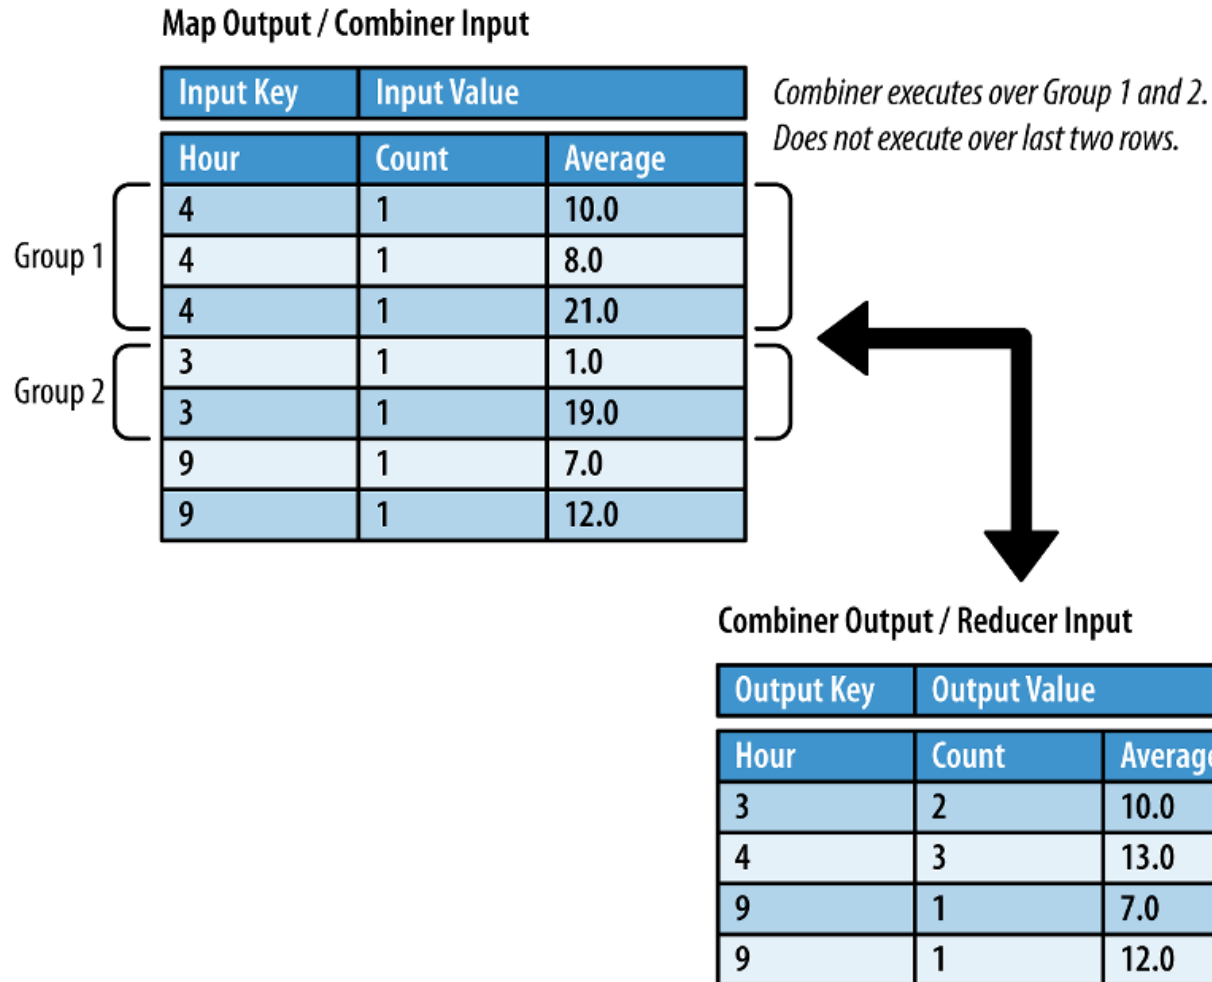 Map Output / Combiner Input
Input Key Input Value
Combiner executes over Group 1 and 2.
Does not execute over last two rows.
Hour Count Average
Group 1
4 1 10.0
4 1 8.0
4 1 21.0
Group 2
3 1 1.0
3 1 19.0
9 1 7.0
9 1 12.0
Combiner Output / Reducer Input
Output Key Output Value
Hour Count Average
3 2 10.0
4 3 13.0
9 1 7.0
9 1 12.0